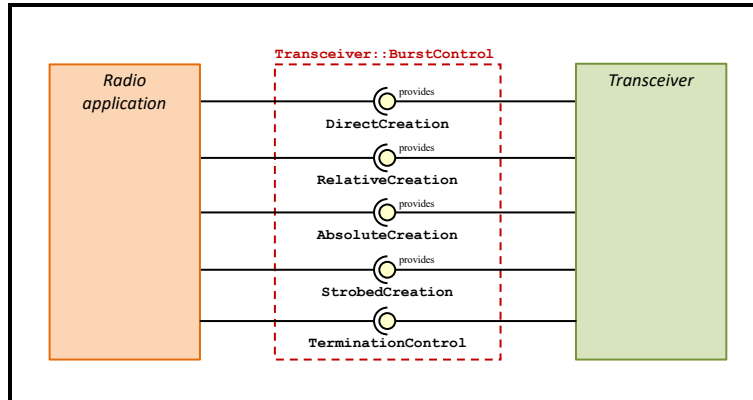 Transceiver::BurstControl
Radio
application
Transceiver
provides
DirectCreation
provides
RelativeCreation
provides
AbsoluteCreation
provides
StrobedCreation
TerminationControl